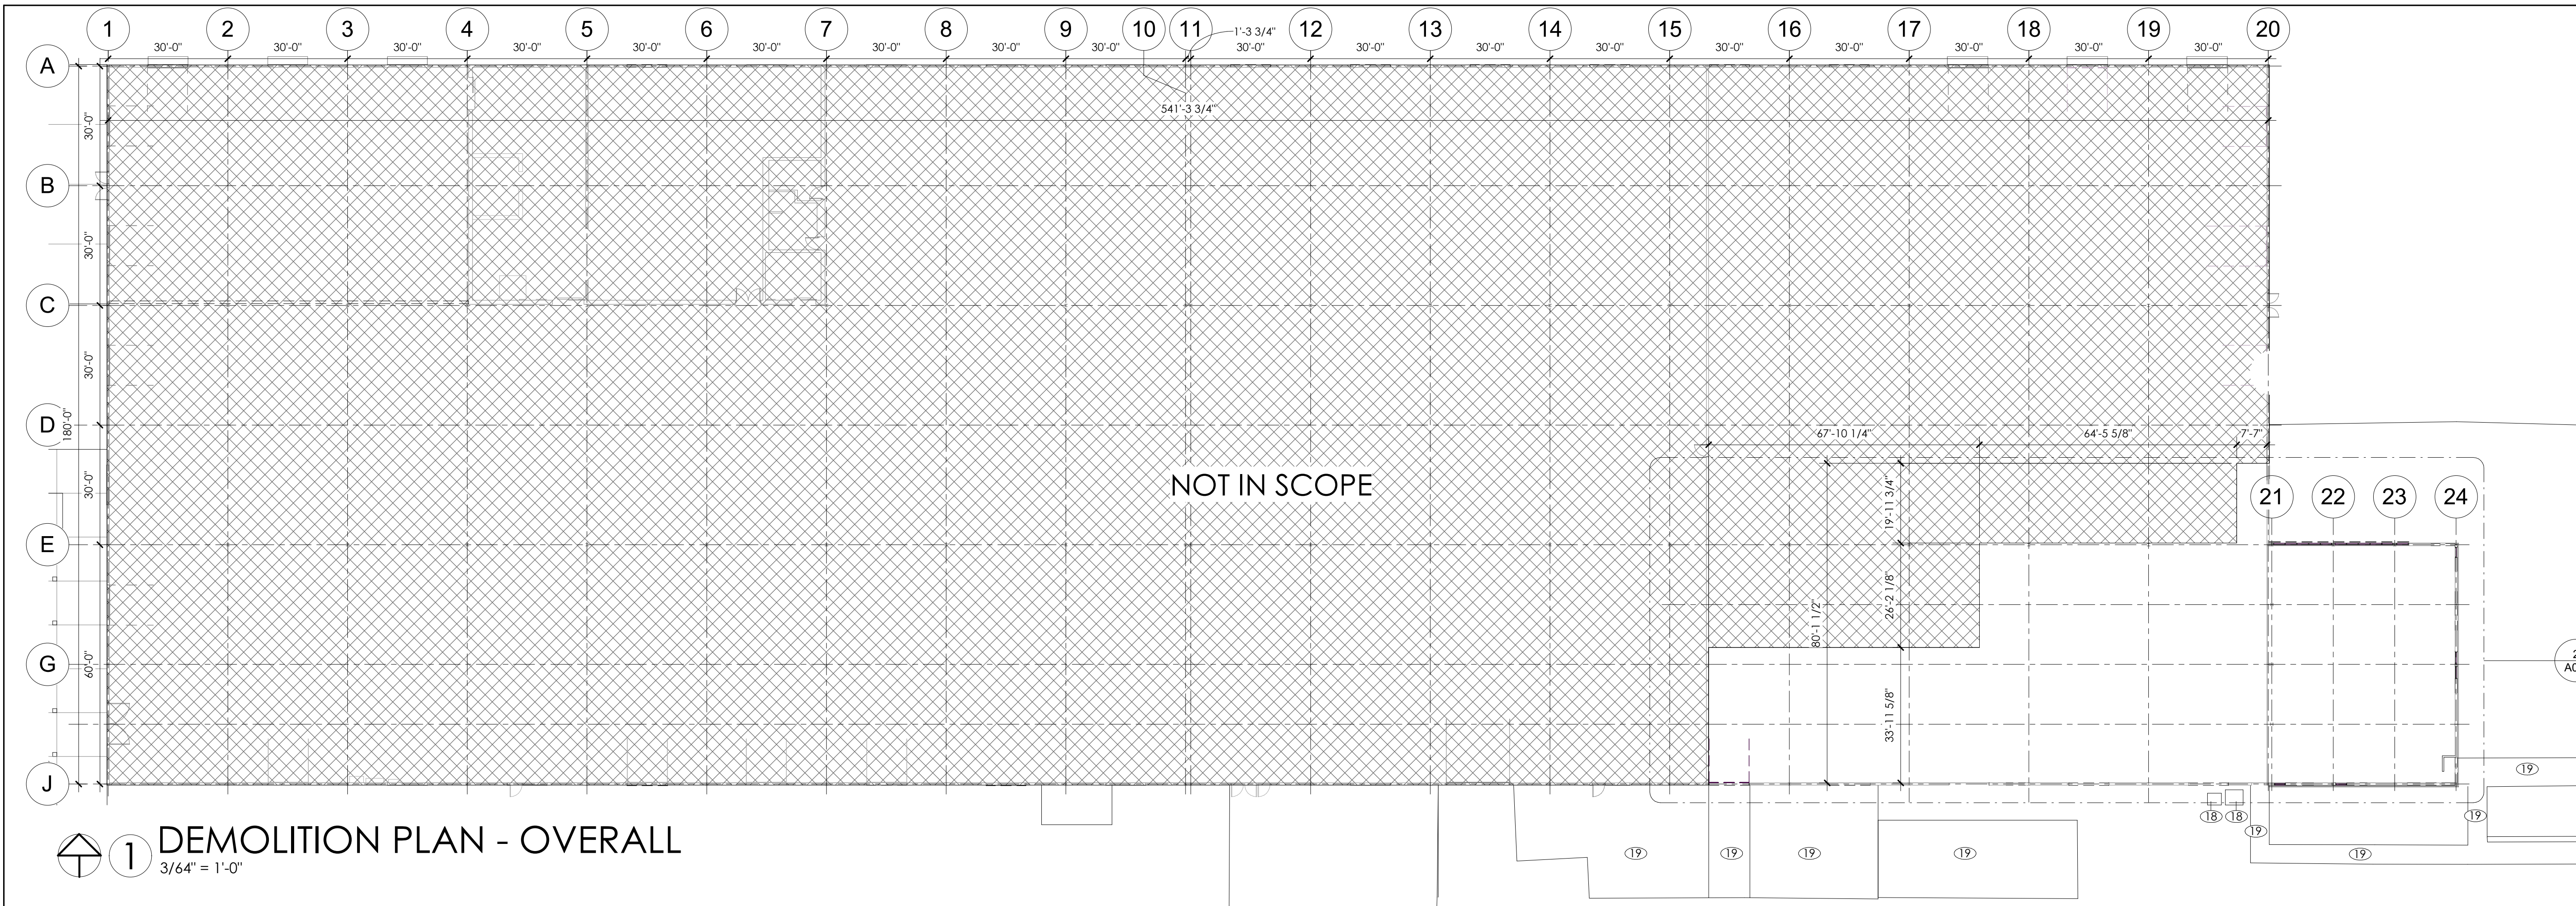 1 2 3 4 5 6 7 8 9 10 11 12 13 14 15 16 17 18 19 20
1'-3 3/4"
30'-0" 30'-0" 30'-0" 30'-0" 30'-0" 30'-0" 30'-0" 30'-0" 30'-0" 30'-0" 30'-0" 30'-0" 30'-0" 30'-0" 30'-0" 30'-0" 30'-0" 30'-0"
A
541'-3 3/4"
30'-0"
B
30'-0"
C
30'-0"
D
180'-0"
67'-10 1/4" 64'-5 5/8" 7'-7"
30'-0"
NOT IN SCOPE
19'-11 3/4"
21 22 23 24
E
26'-2 1/8"
80'-1 1/2"
G
60'-0"
2
A0
33'-11 5/8"
J
19
18 18 19 19
19 19 19 19 19
1 DEMOLITION PLAN - OVERALL
3/64" = 1'-0"